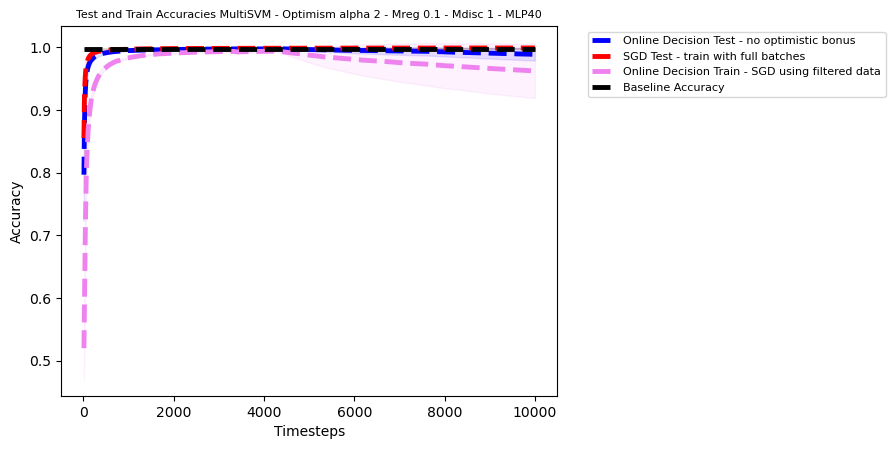 Test and Train Accuracies MultiSVM - Optimism alpha 2 - Mreg 0.1 - Mdisc 1 - MLP40
Online Decision Test - no optimistic bonus
SGD Test - train with full batches
Online Decision Train - SGD using filtered data
Baseline Accuracy
1.0
0.9
0.8
0.7
0.6
0.5
Accuracy
0
2000
4000
6000
8000
10000
Timesteps